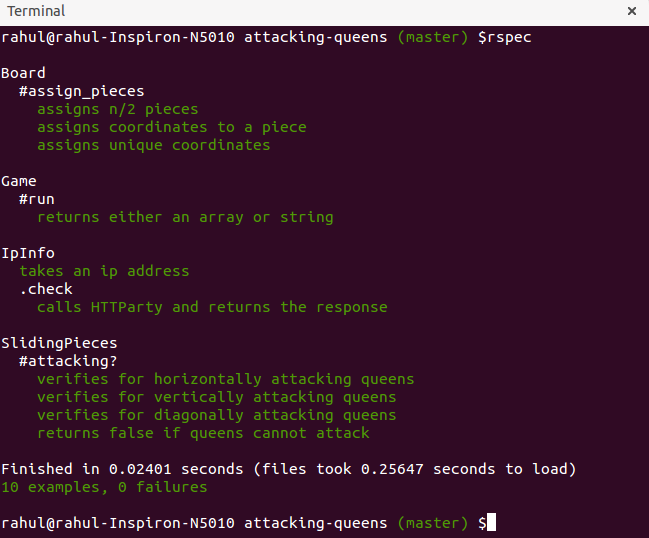 Terminal
rahul@rahul-Inspiron-N5010 attacking-queens (master) $rspec
Board
#assign_pieces
assigns n/2 pieces
assigns coordinates to a piece
assigns unique coordinates
Game
#run
returns either an array or string
IpInfo
takes an ip address
.check
calls HTTParty and returns the response
SlidingPieces
#attacking?
verifies for horizontally attacking queens
verifies for vertically attacking queens
verifies for diagonally attacking queens
returns false if queens cannot attack
Finished in 0.02401 seconds (files took 0.25647 seconds to load)
10 examples, 0 failures
rahul@rahul-Inspiron-N5010 attacking-queens (master) $